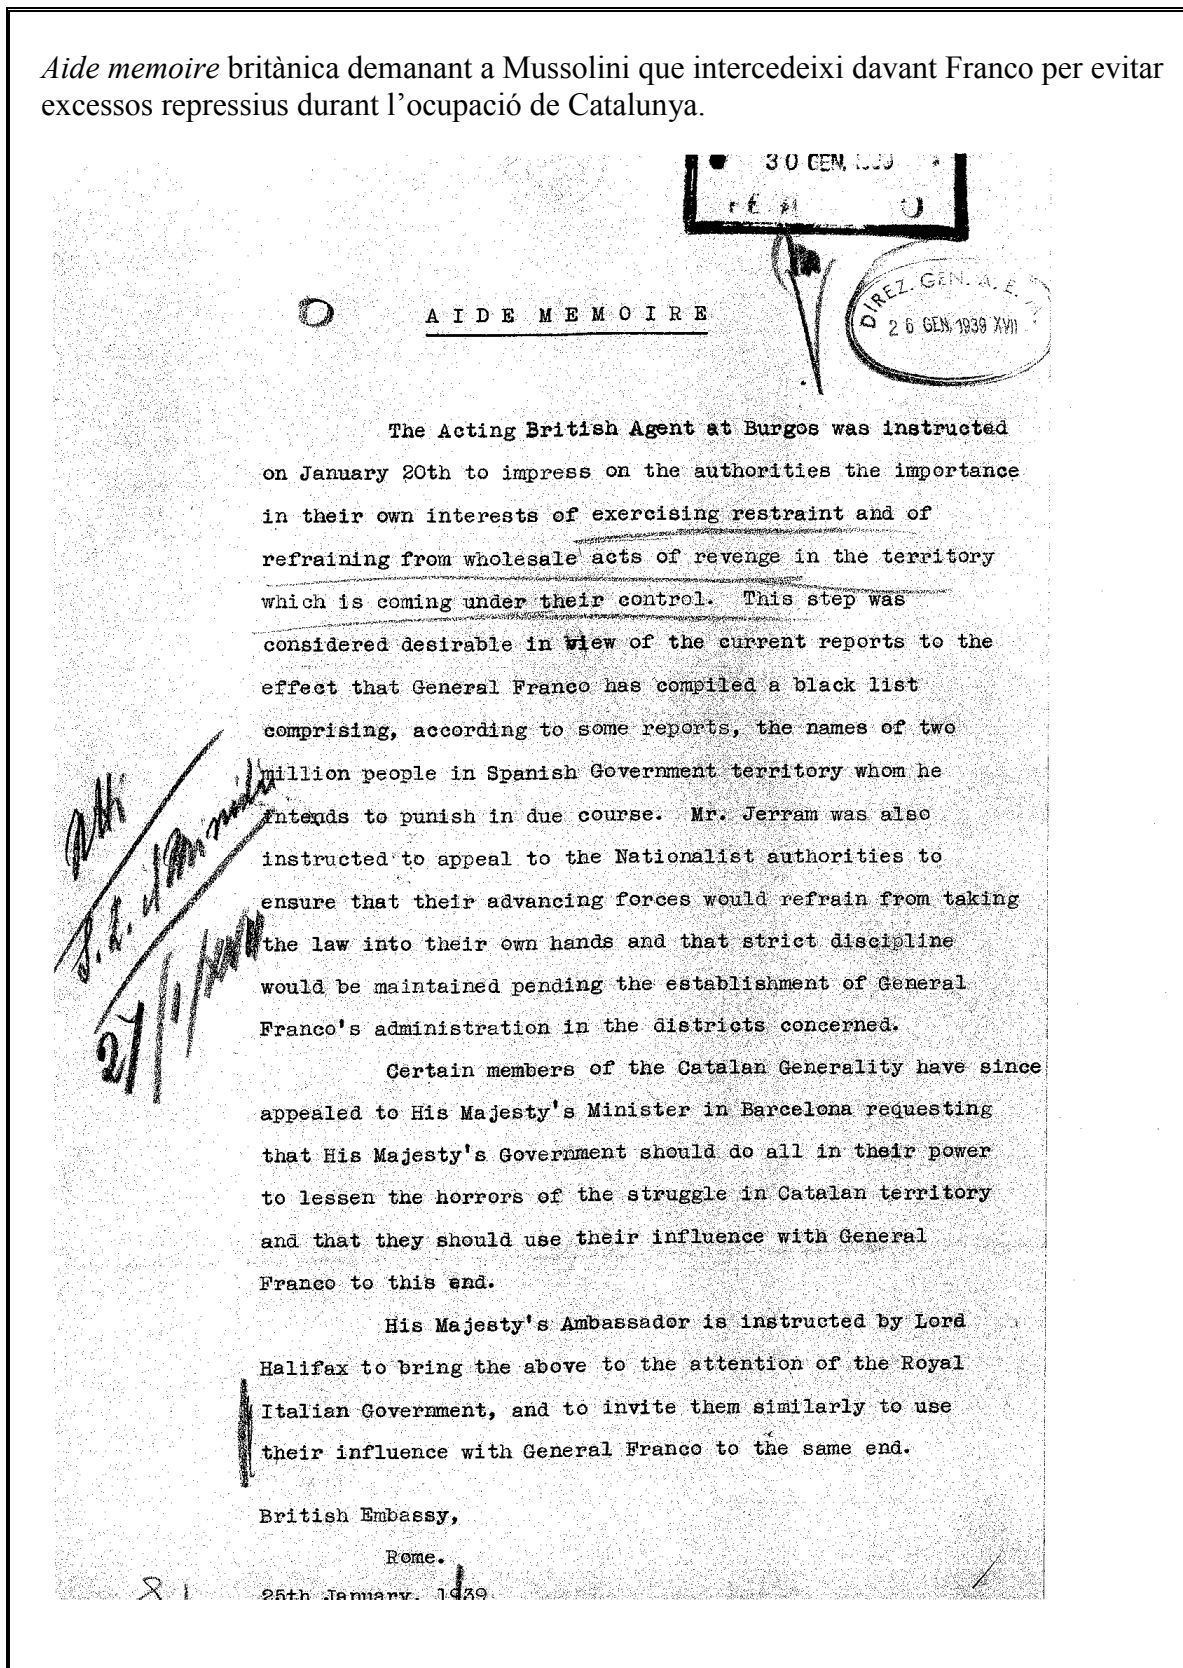 Aide memoire britànica demanant a Mussolini que intercedeixi davant Franco per evitar
excessos repressius durant l’ocupació de Catalunya.
30 GEN.
DIREZ. GEN. A. E.
26 GEN. 1939 XVII
AIDE MEMOIRE
The Acting British Agent at Burgos was instructed
on January 20th to impress on the authorities the importance
in their own interests of exercising restraint and of
refraining from wholesale acts of revenge in the territory
which is coming under their control. This step was
considered desirable in view of the current reports to the
effect that General Franco has compiled a black list
comprising, according to some reports, the names of two
million people in Spanish Government territory whom he
intends to punish in due course. Mr. Jerram was also
instructed to appeal to the Nationalist authorities to
ensure that their advancing forces would refrain from taking
the law into their own hands and that strict discipline
would be maintained pending the establishment of General
Franco's administration in the districts concerned.
Certain members of the Catalan Generality have since
appealed to His Majesty's Minister in Barcelona requesting
that His Majesty's Government should do all in their power
to lessen the horrors of the struggle in Catalan territory
and that they should use their influence with General
Franco to this end.
His Majesty's Ambassador is instructed by Lord
Halifax to bring the above to the attention of the Royal
Italian Government, and to invite them similarly to use
their influence with General Franco to the same end.
British Embassy,
Rome.
25th January, 1939